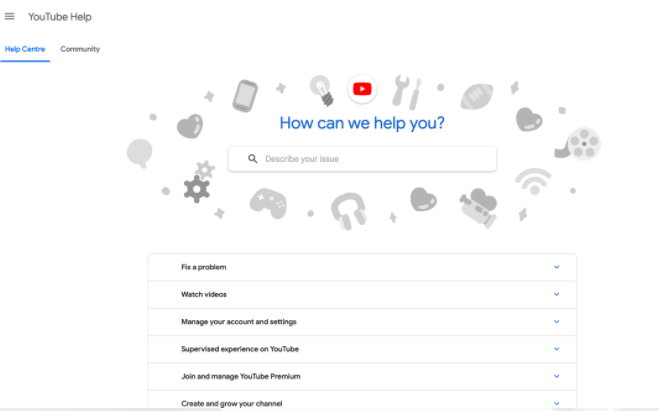 YouTube Help
Help Centre Community
How can we help you?
Describe your issue
Fix a problem
Watch videos
Manage your account and settings
Supervised experience on YouTube
Join and manage YouTube Premium
Create and grow your channel